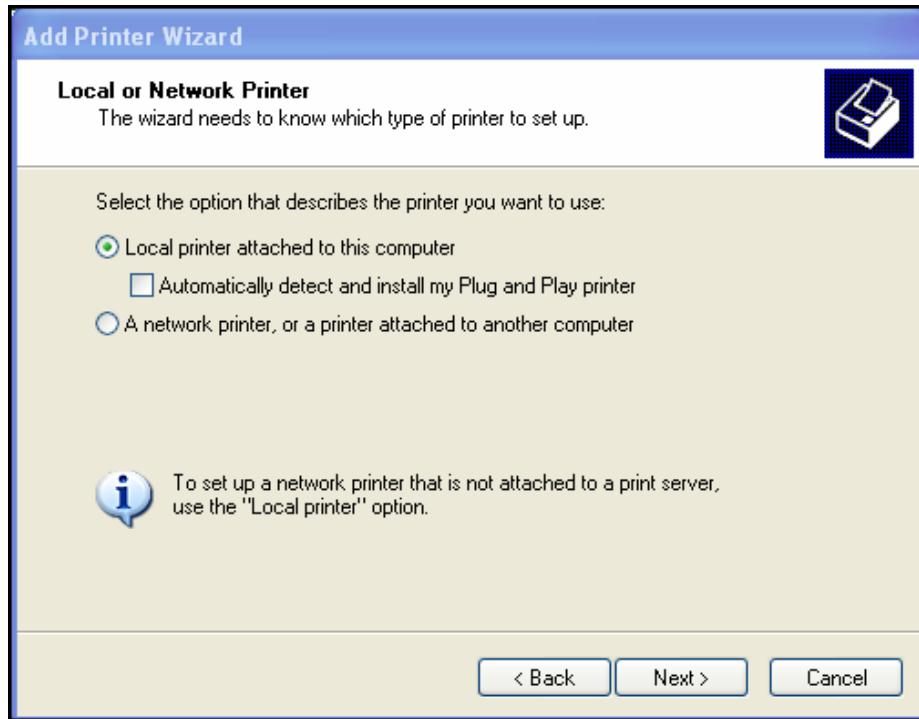 Add Printer Wizard
Local or Network Printer
The wizard needs to know which type of printer to set up.
Select the option that describes the printer you want to use:
Local printer attached to this computer
Automatically detect and install my Plug and Play printer
A network printer, or a printer attached to another computer
To set up a network printer that is not attached to a print server,
use the "Local printer" option.
< Back Next > Cancel